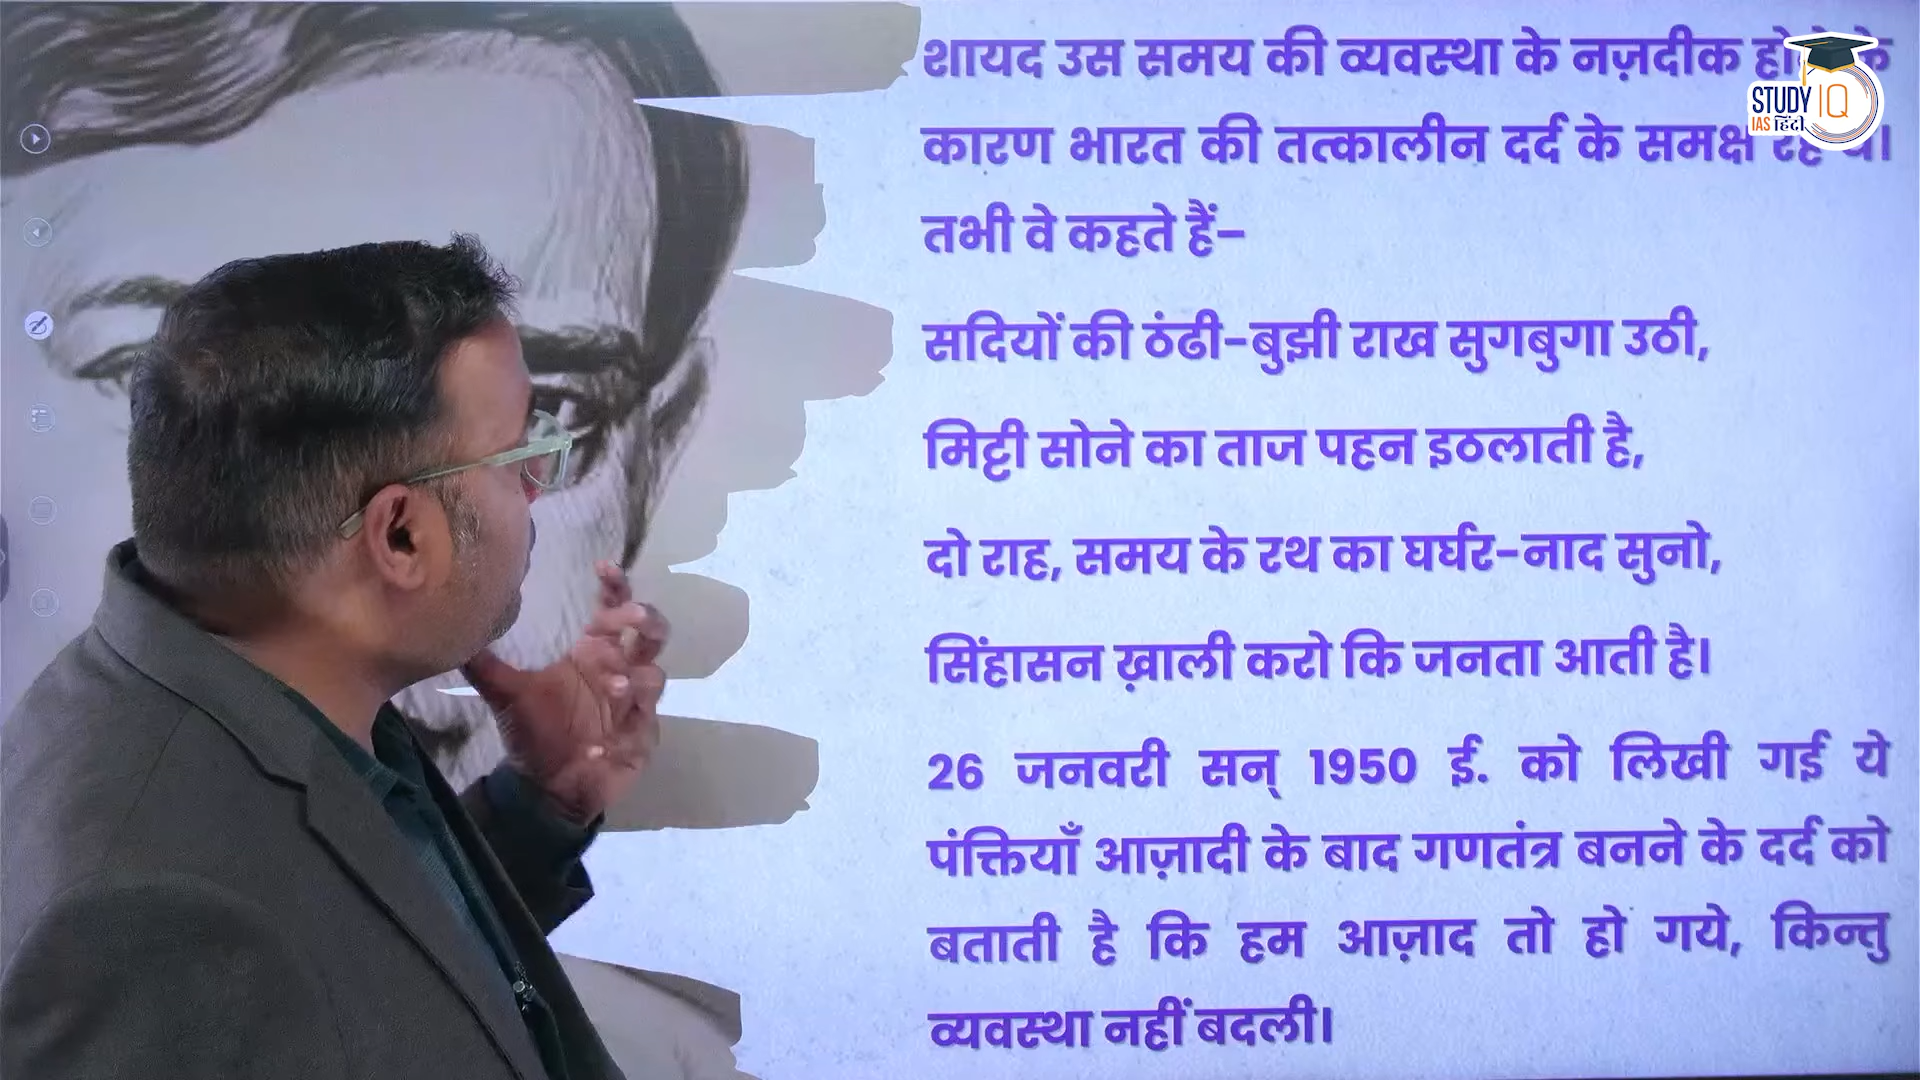 शायद उस समय की व्यवस्था के नज़दीक के
कारण भारत की तत्कालीन दर्द के समक्ष
तभी वे कहते हैं–
सदियों की ठंढी-बुझी राख सुगबुगा उठी,
मिट्टी सोने का ताज पहन इठलाती है,
दो राह, समय के रथ का घर्घर-नाद सुनो,
सिंहासन ख़ाली करो कि जनता आती है।
26 जनवरी सन् 1950 ई. को लिखी गई ये
पंक्तियाँ आज़ादी के बाद गणतंत्र बनने के दर्द को
बताती है कि हम आज़ाद तो हो गये, किन्तु
व्यवस्था नहीं बदली।
STUDY IQ
IAS हिंदी